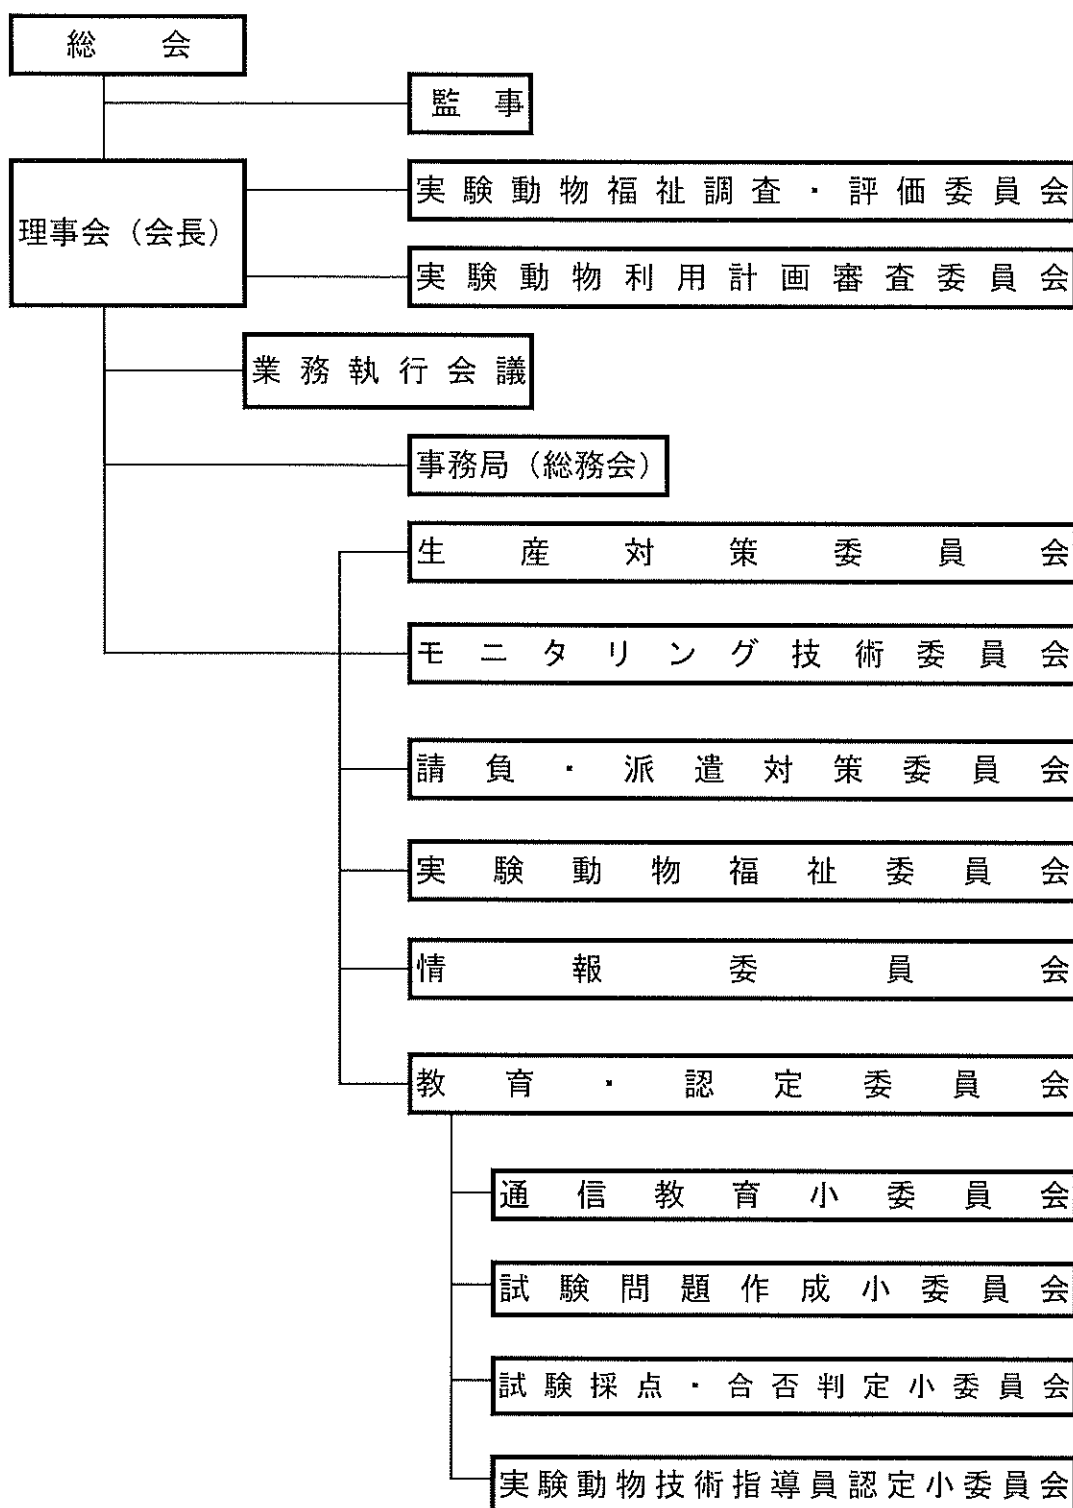 総会
監事
理事会（会長）
実験動物福祉調査・評価委員会
実験動物利用計画審査委員会
業務執行会議
事務局（総務会）
生産対策委員会
モニタリング技術委員会
請負・派遣対策委員会
実験動物福祉委員会
情報委員会
教育・認定委員会
通信教育小委員会
試験問題作成小委員会
試験採点・合否判定小委員会
実験動物技術指導員認定小委員会